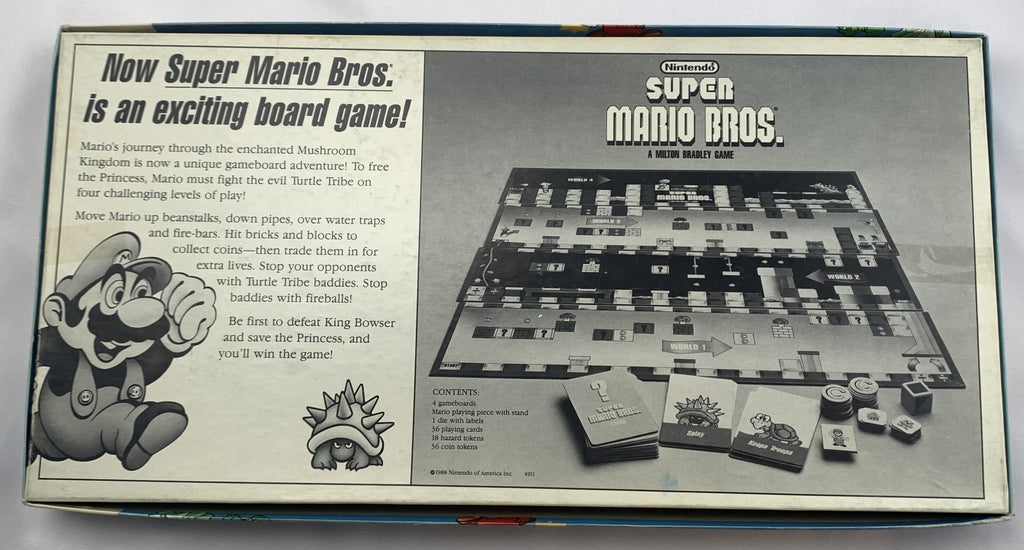 Now Super Mario Bros.®
is an exciting board game!
Mario's journey through the enchanted Mushroom
Kingdom is now a unique gameboard adventure! To free
the Princess, Mario must fight the evil Turtle Tribe on
four challenging levels of play!
Move Mario up beanstalks, down pipes, over water traps
and fire-bars. Hit bricks and blocks to
collect coins—then trade them in for
extra lives. Stop your opponents
with Turtle Tribe baddies. Stop
baddies with fireballs!
Be first to defeat King Bowser
and save the Princess, and
you'll win the game!
M
Nintendo®
SUPER
MARIO BROS.
A MILTON BRADLEY GAME
WORLD 4
SUPER
MARIO BROS.
WORLD 3
WORLD 2
WORLD 1
START
CONTENTS:
4 gameboards
Mario playing piece with stand
1 die with labels
36 playing cards
18 hazard tokens
36 coin tokens
?
SUPER
MARIO BROS.
Spiny
Koopa Troopa
©1988 Nintendo of America Inc. 4911